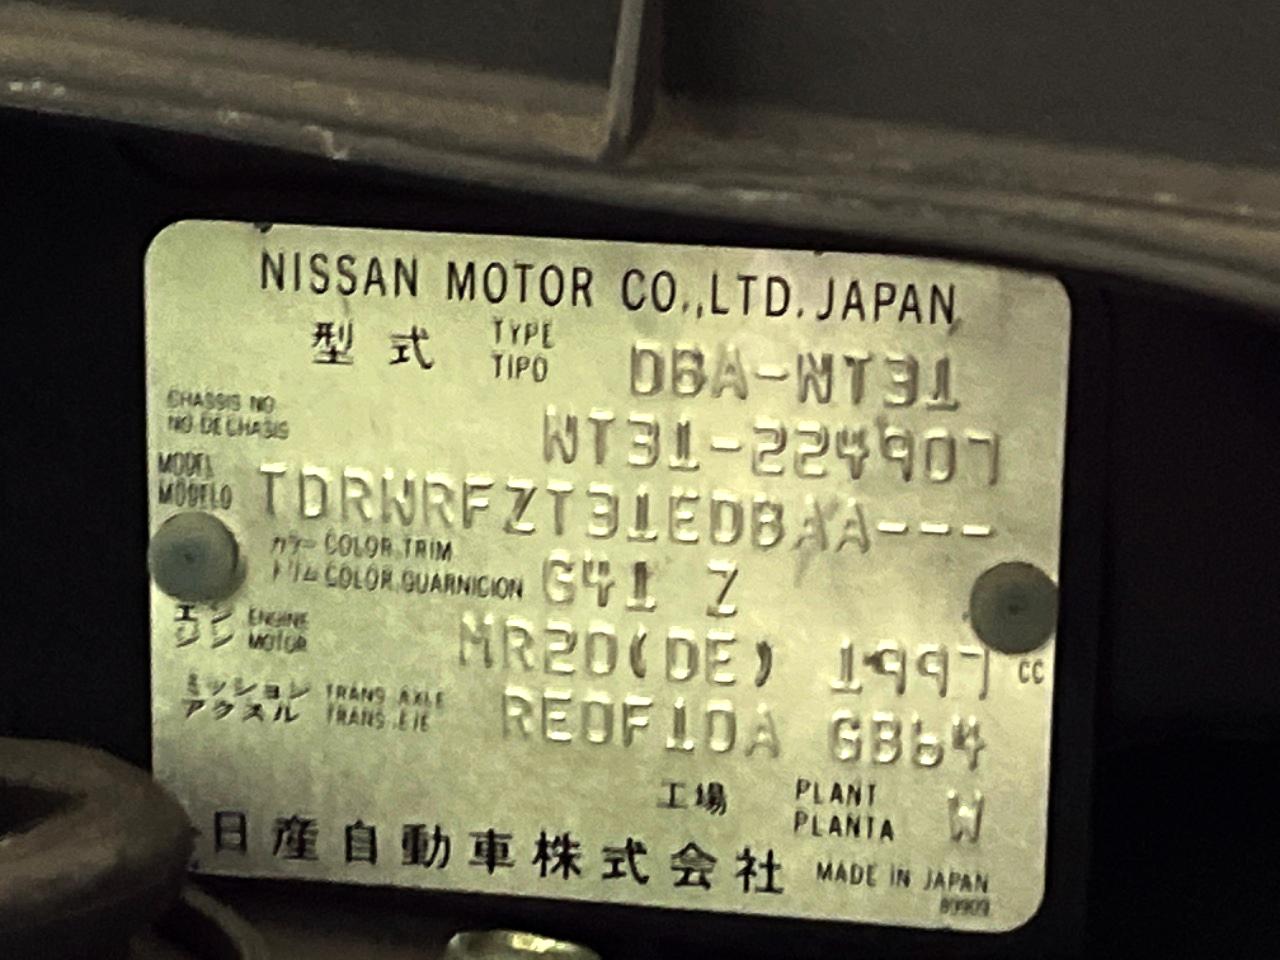 NISSAN MOTOR CO.,LTD. JAPAN
型式 TYPE TIPO DBA-NT31
CHASSIS NO NO DE CHASIS NT31-224907
MODEL MODELO TDRNRFZT31EDBAA---
カラー トリム COLOR, TRIM COLOR, GUARNICION G41 Z
エンジン ENGINE MOTOR MR20(DE) 1997 CC
ミッション アクスル TRANS. AXLE TRANS. EJE RE0F10A GB64
工場 PLANT PLANTA W
日産自動車株式会社 MADE IN JAPAN